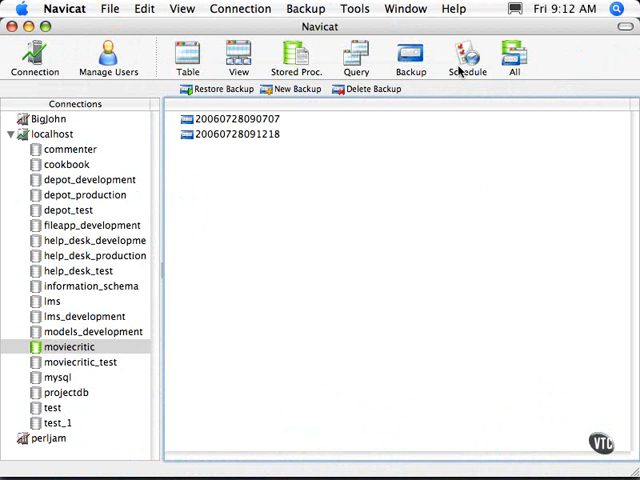 Navicat File Edit View Connection Backup Tools Window Help Fri 9:12 AM
Navicat
Connection Manage Users Table View Stored Proc. Query Backup Schedule All
Restore Backup New Backup Delete Backup
Connections
BigJohn
20060728090707
localhost
20060728091218
commenter
cookbook
depot_development
depot_production
depot_test
fileapp_development
help_desk_developme
help_desk_production
help_desk_test
information_schema
lms
lms_development
models_development
moviecritic
moviecritic_test
mysql
projectdb
test
test_1
perljam
VTC